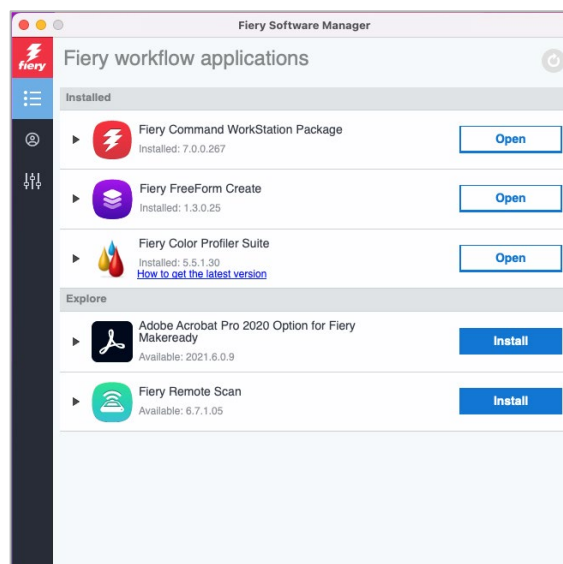 Fiery Software Manager
fiery
Fiery workflow applications
Installed
Fiery Command WorkStation Package
Installed: 7.0.0.267
Open
Fiery FreeForm Create
Installed: 1.3.0.25
Open
Fiery Color Profiler Suite
Installed: 5.5.1.30
How to get the latest version
Open
Explore
Adobe Acrobat Pro 2020 Option for Fiery
Makeready
Available: 2021.6.0.9
Install
Fiery Remote Scan
Available: 6.7.1.05
Install